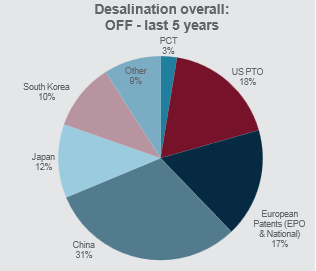 Desalination overall:
OFF - last 5 years
PCT
3%
US PTO
18%
European
Patents (EPO
& National)
17%
China
31%
Japan
12%
South Korea
10%
Other
9%